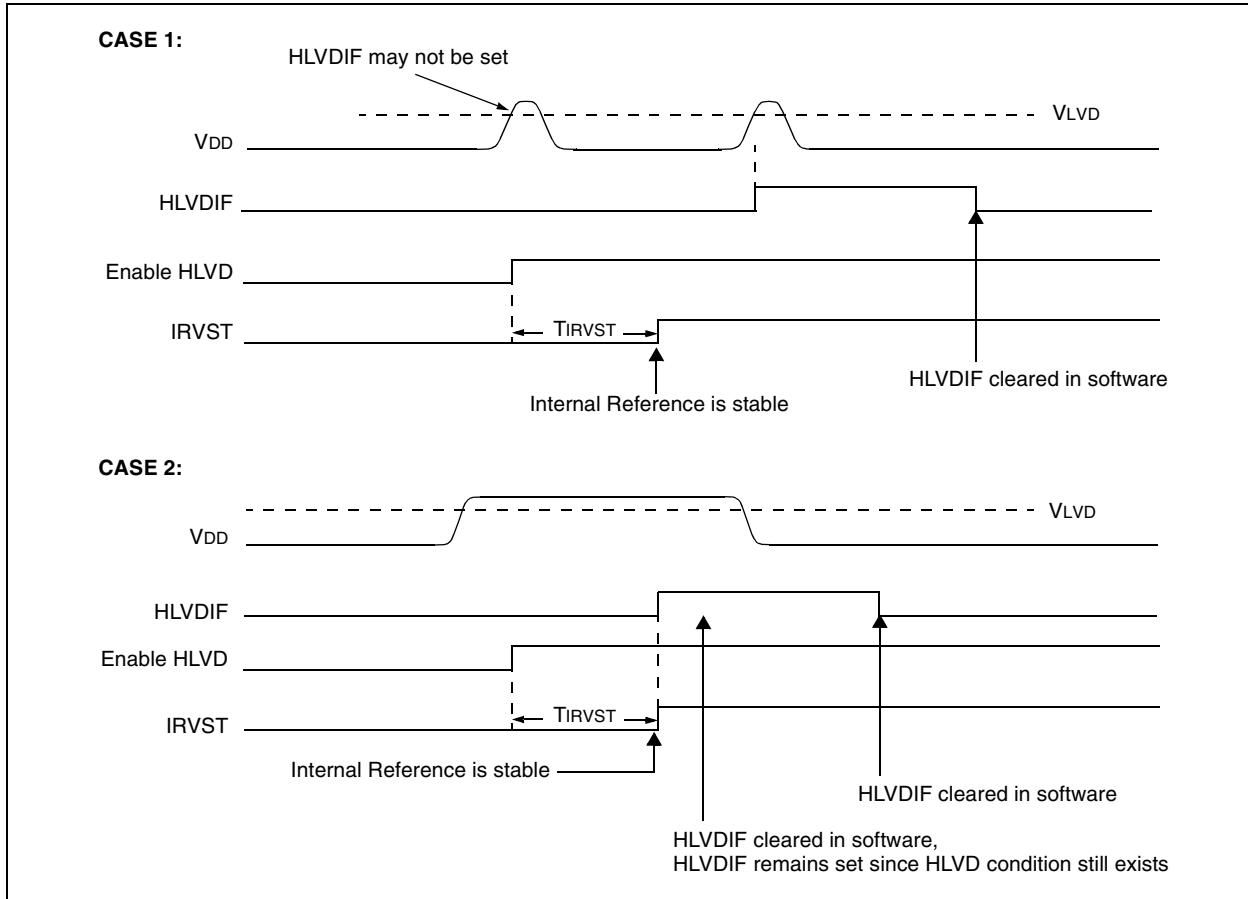 CASE 1:
HLVDIF may not be set
VLVD
VDD
HLVDIF
Enable HLVD
TIRVST
IRVST
HLVDIF cleared in software
Internal Reference is stable
CASE 2:
VLVD
VDD
HLVDIF
Enable HLVD
TIRVST
IRVST
Internal Reference is stable
HLVDIF cleared in software
HLVDIF cleared in software,
HLVDIF remains set since HLVD condition still exists